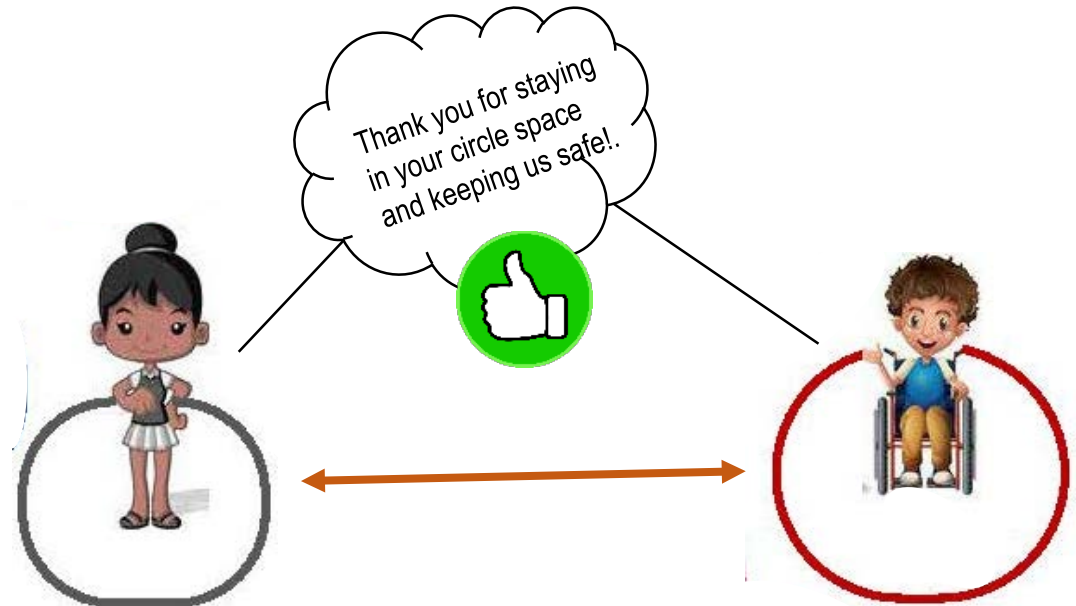 Thank you for staying
in your circle space
and keeping us safe!.